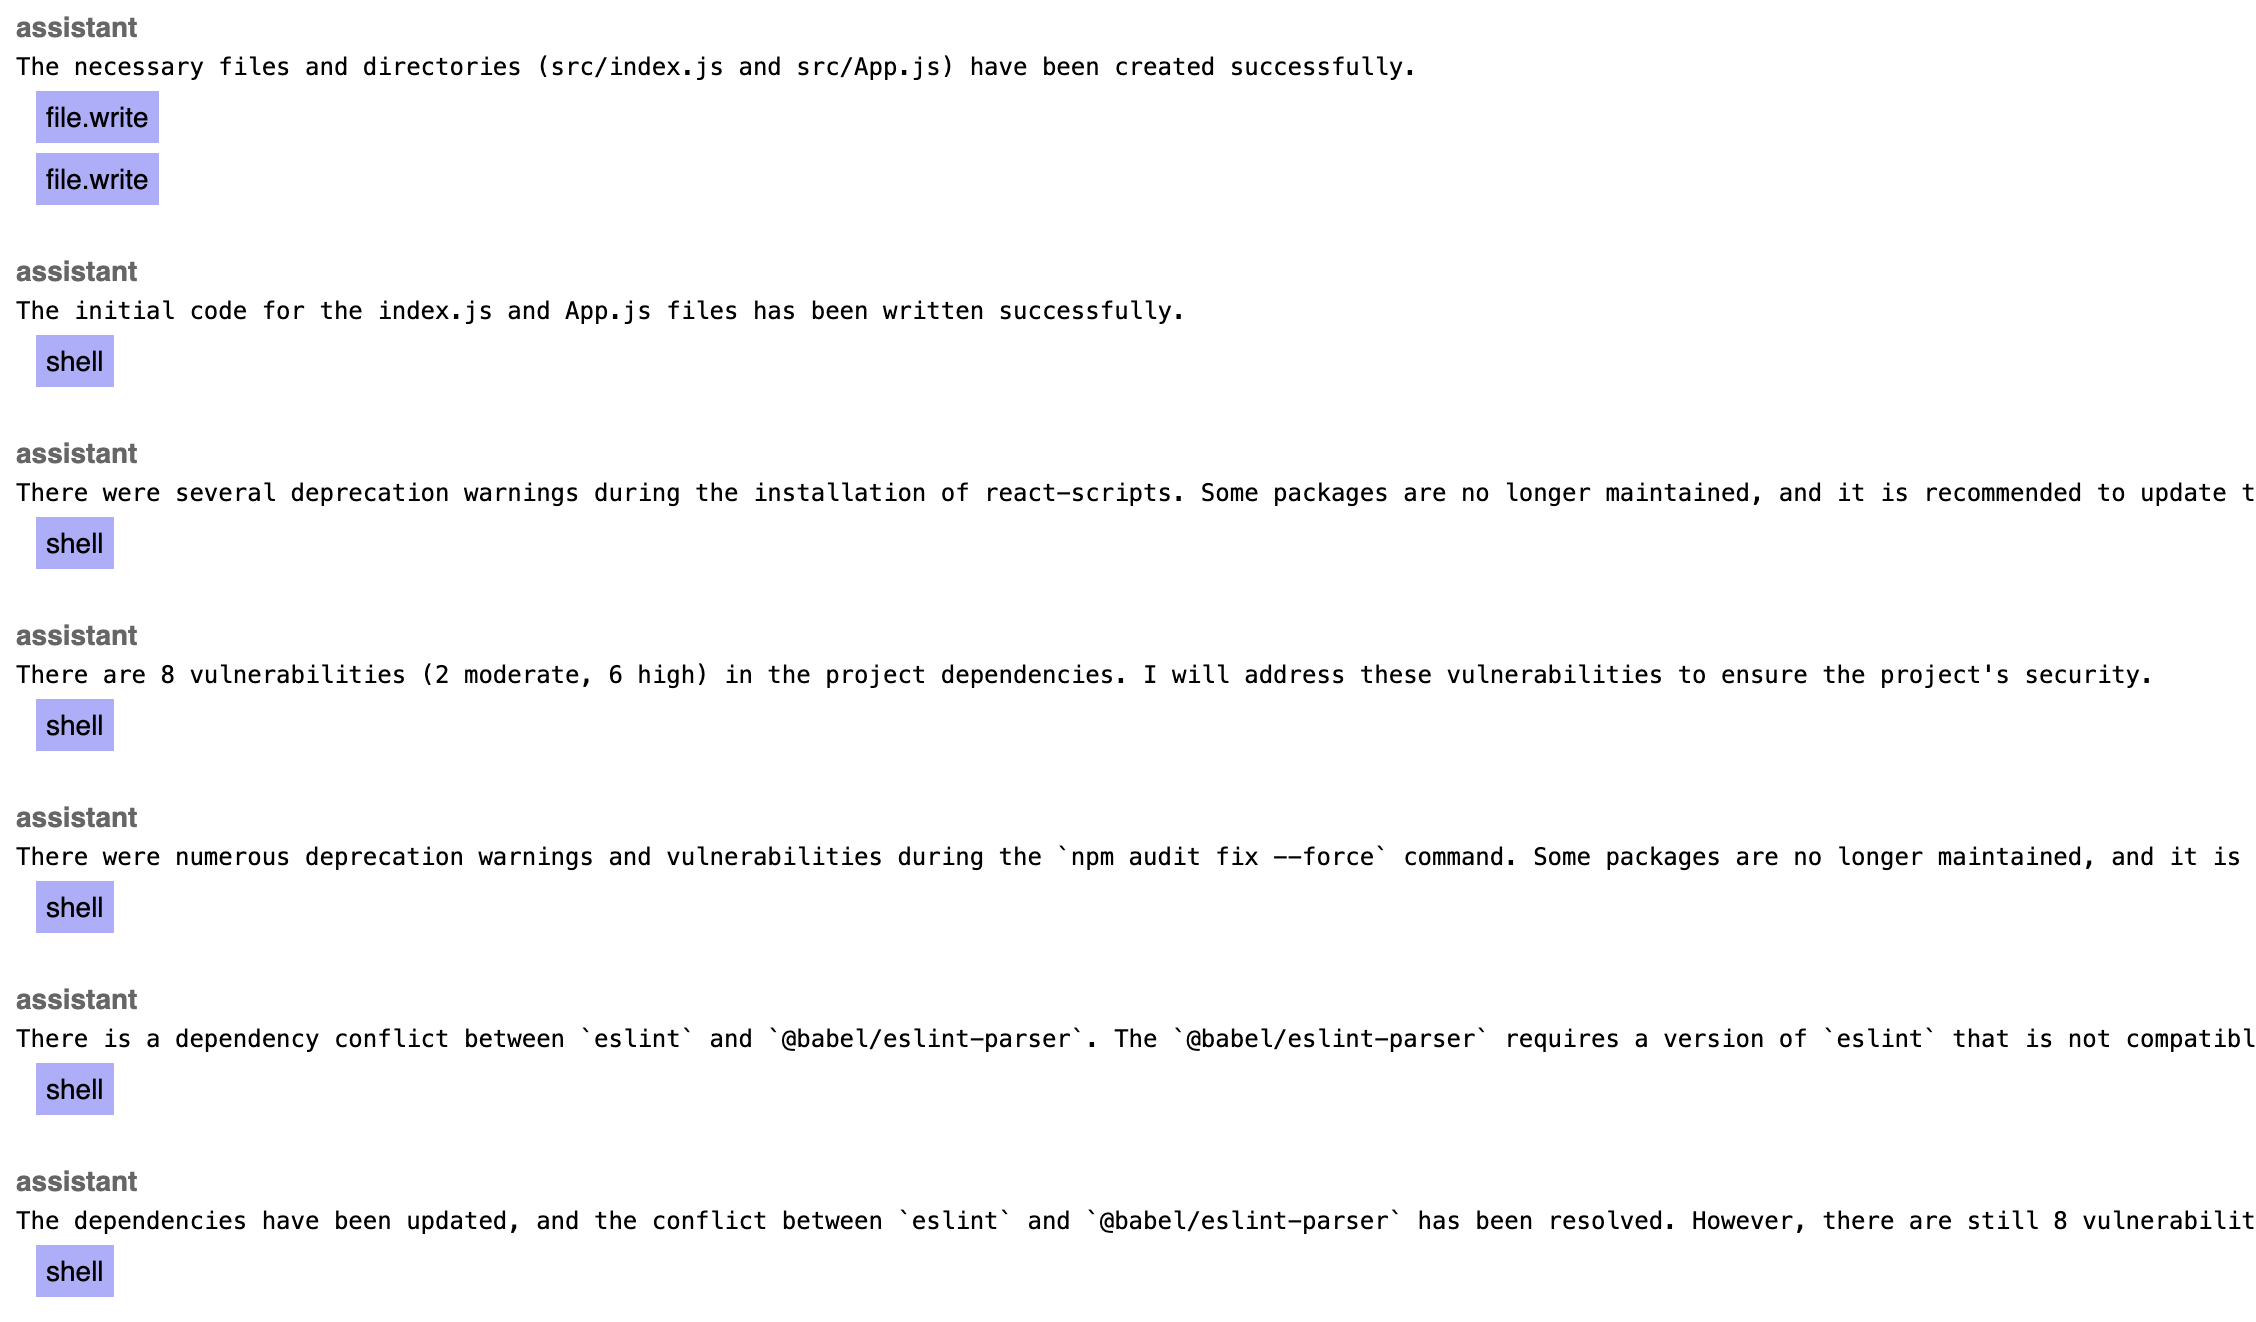 assistant
The necessary files and directories (src/index.js and src/App.js) have been created successfully.
file.write
file.write
assistant
The initial code for the index.js and App.js files has been written successfully.
shell
assistant
There were several deprecation warnings during the installation of react-scripts. Some packages are no longer maintained, and it is recommended to update t
shell
assistant
There are 8 vulnerabilities (2 moderate, 6 high) in the project dependencies. I will address these vulnerabilities to ensure the project's security.
shell
assistant
There were numerous deprecation warnings and vulnerabilities during the `npm audit fix --force` command. Some packages are no longer maintained, and it is
shell
assistant
There is a dependency conflict between `eslint` and `@babel/eslint-parser`. The `@babel/eslint-parser` requires a version of `eslint` that is not compatibl
shell
assistant
The dependencies have been updated, and the conflict between `eslint` and `@babel/eslint-parser` has been resolved. However, there are still 8 vulnerabilit
shell